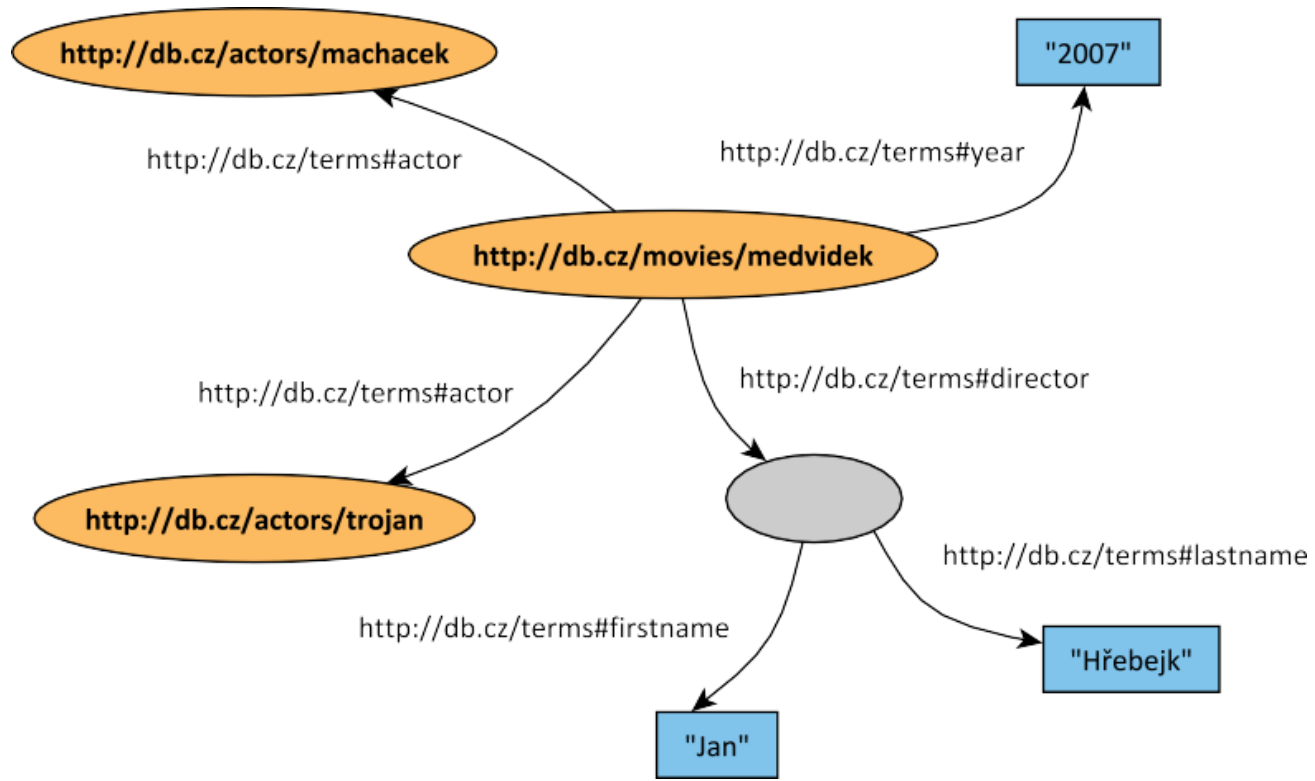 http://db.cz/actors/machacek
"2007"
http://db.cz/terms#actor
http://db.cz/terms#year
http://db.cz/movies/medvidek
http://db.cz/terms#actor
http://db.cz/terms#director
http://db.cz/actors/trojan
http://db.cz/terms#lastname
http://db.cz/terms#firstname
"Hřebejk"
"Jan"